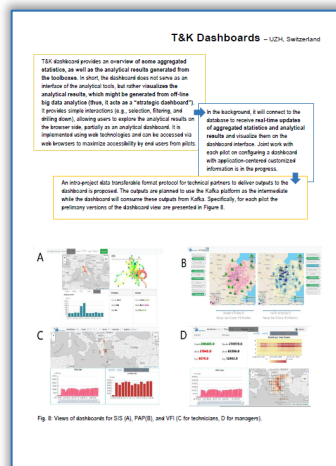 T&K Dashboards – UZH, Switzerland
T&K dashboard provides an overview of some aggregated
statistics, as well as the analytical results generated from
the toolboxes. In short, the dashboard does not serve as an
interface of the analytical tools, but rather visualizes the
analytical results, which might be generated from off-line
big data analytics (thus, it acts as a "strategic dashboard").
It provides simple interactions (e.g., selection, filtering, and
drilling down), allowing users to explore the analytical results on
the browser side, partially as an analytical dashboard. It is
implemented using web technologies and can be accessed via
web browsers to maximize accessibility by end users from pilots.
In the background, it will connect to the
database to receive real-time updates
of aggregated statistics and analytical
results and visualize them on the
dashboard interface. Joint work with
each pilot on configuring a dashboard
with application-centered customized
information is in the progress.
An intra-project data transferable format protocol for technical partners to deliver outputs to
the dashboard is proposed. The outputs are planned to use the Kafka platform as the intermediate
while the dashboard will consume these outputs from Kafka. Specifically, for each pilot the
prelimary versions of the dashboard view are presented in Figure 8.
A
B
C
D
Fig. 8: Views of dashboards for SIS (A), PAP(B), and VFI (C for technicians, D for managers).